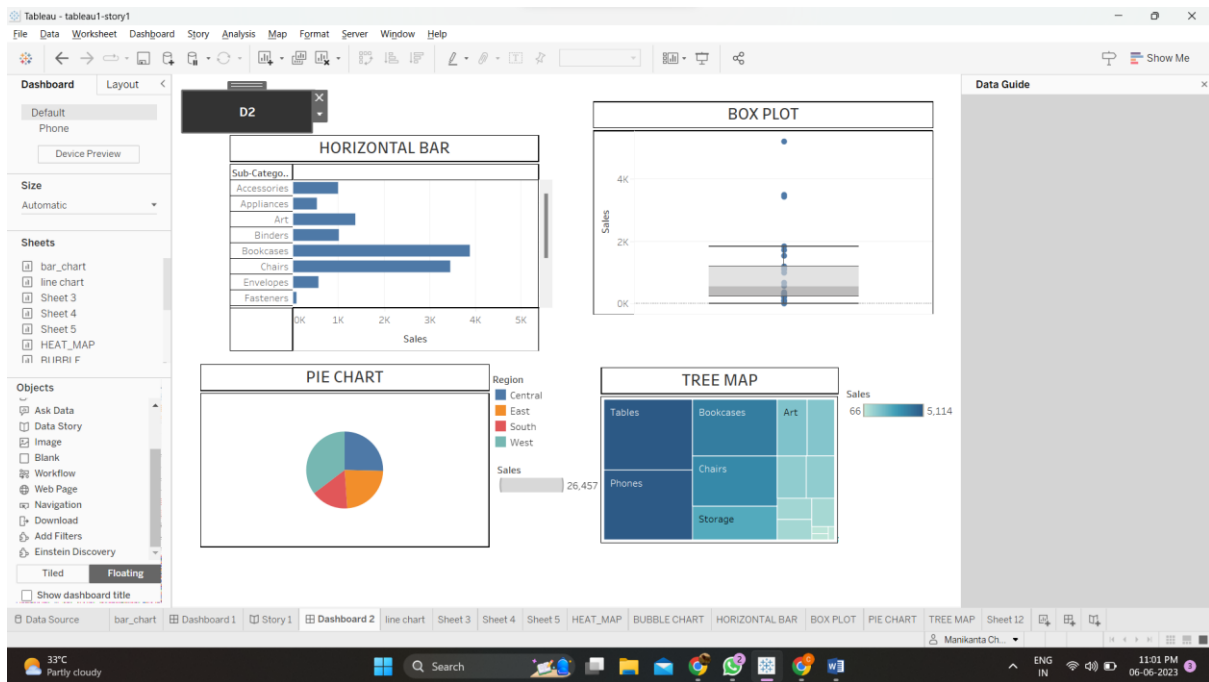 Tableau - tableau1-story1
File Data Worksheet Dashboard Story Analysis Map Format Server Window Help
Show Me
Dashboard Layout
Default
Phone
Device Preview
Size
Automatic
Sheets
bar_chart
line chart
Sheet 3
Sheet 4
Sheet 5
HEAT_MAP
BUBBLE
Objects
Ask Data
Data Story
Image
Blank
Workflow
Web Page
Navigation
Download
Add Filters
Einstein Discovery
Tiled Floating
Show dashboard title
D2
HORIZONTAL BAR
Sub-Catego..
Accessories
Appliances
Art
Binders
Bookcases
Chairs
Envelopes
Fasteners
0K 1K 2K 3K 4K 5K
Sales
BOX PLOT
4K
2K
0K
Sales
PIE CHART
Region
Central
East
South
West
Sales
26,457
TREE MAP
Tables
Bookcases
Art
Phones
Chairs
Storage
Sales
66 5,114
Data Guide
Data Source bar_chart Dashboard 1 Story 1 Dashboard 2 line chart Sheet 3 Sheet 4 Sheet 5 HEAT_MAP BUBBLE CHART HORIZONTAL BAR BOX PLOT PIE CHART TREE MAP Sheet 12
Manikanta Ch...
33°C
Partly cloudy
Search
2
ENG
IN
11:01 PM
06-06-2023
3